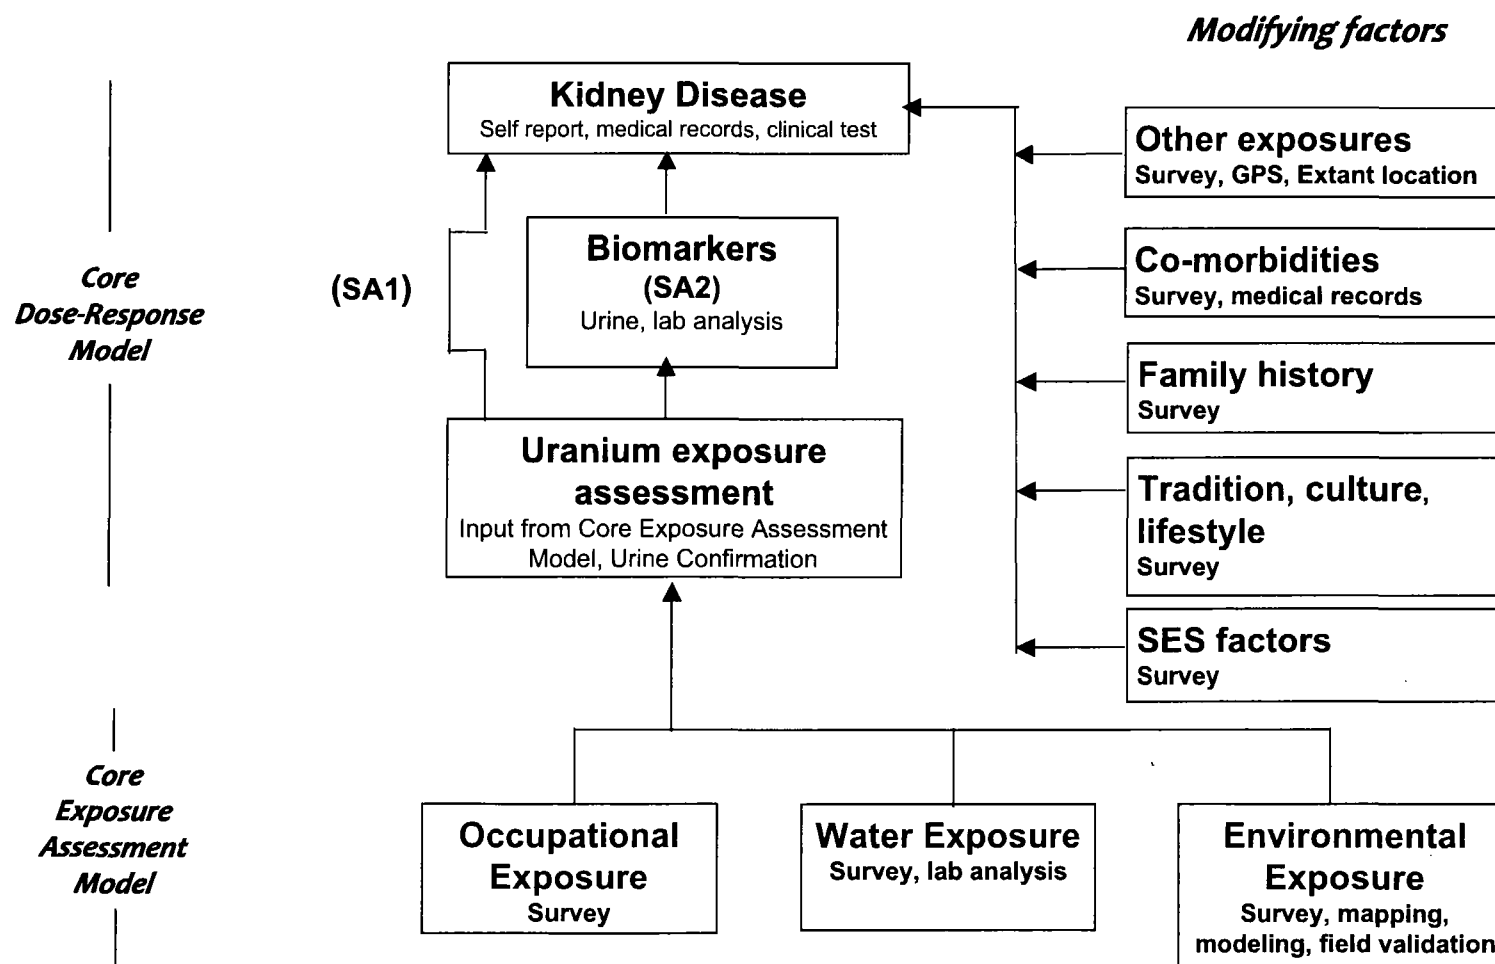 Modifying factors
Kidney Disease
Self report, medical records, clinical test
Other exposures
Survey, GPS, Extant location
Core
Dose-Response
Model
(SA1)
Biomarkers
(SA2)
Urine, lab analysis
Co-morbidities
Survey, medical records
Family history
Survey
Uranium exposure
assessment
Input from Core Exposure Assessment
Model, Urine Confirmation
Tradition, culture,
lifestyle
Survey
SES factors
Survey
Core
Exposure
Assessment
Model
Occupational
Exposure
Survey
Water Exposure
Survey, lab analysis
Environmental
Exposure
Survey, mapping,
modeling, field validation